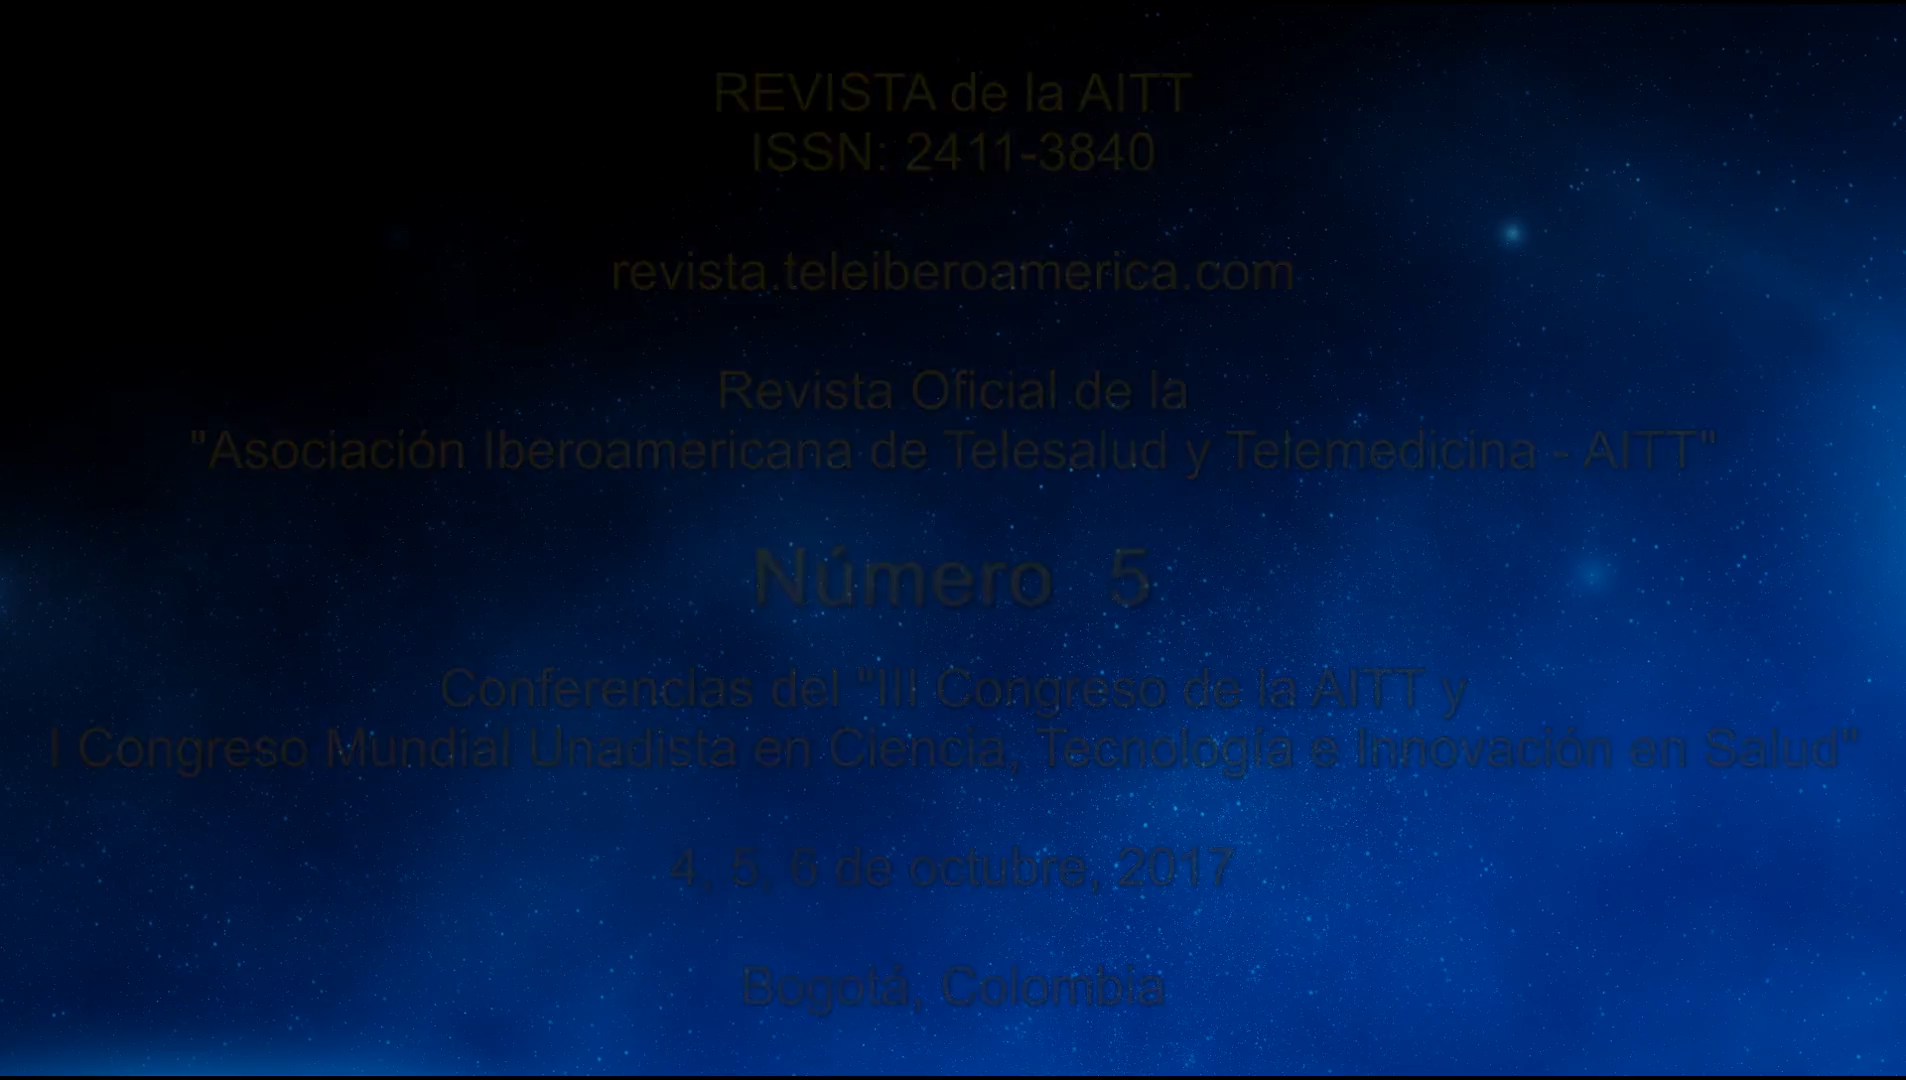 REVISTA de la AITT
ISSN: 2411-3840
revista.teleiberoamerica.com
Revista Oficial de la
"Asociación Iberoamericana de Telesalud y Telemedicina - AITT"
Número 5
Conferencias del "III Congreso de la AITT y
I Congreso Mundial Unadista en Ciencia, Tecnología e Innovación en Salud"
4, 5, 6 de octubre, 2017
Bogotá, Colombia